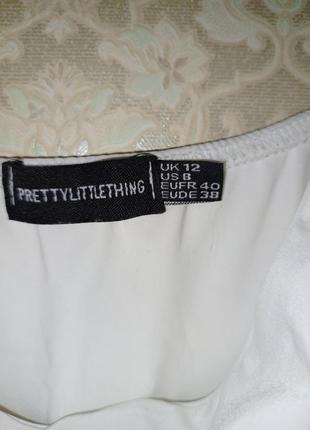 PRETTYLITTLETHING
UK 12
US 8
EUFR 40
EUDE 38